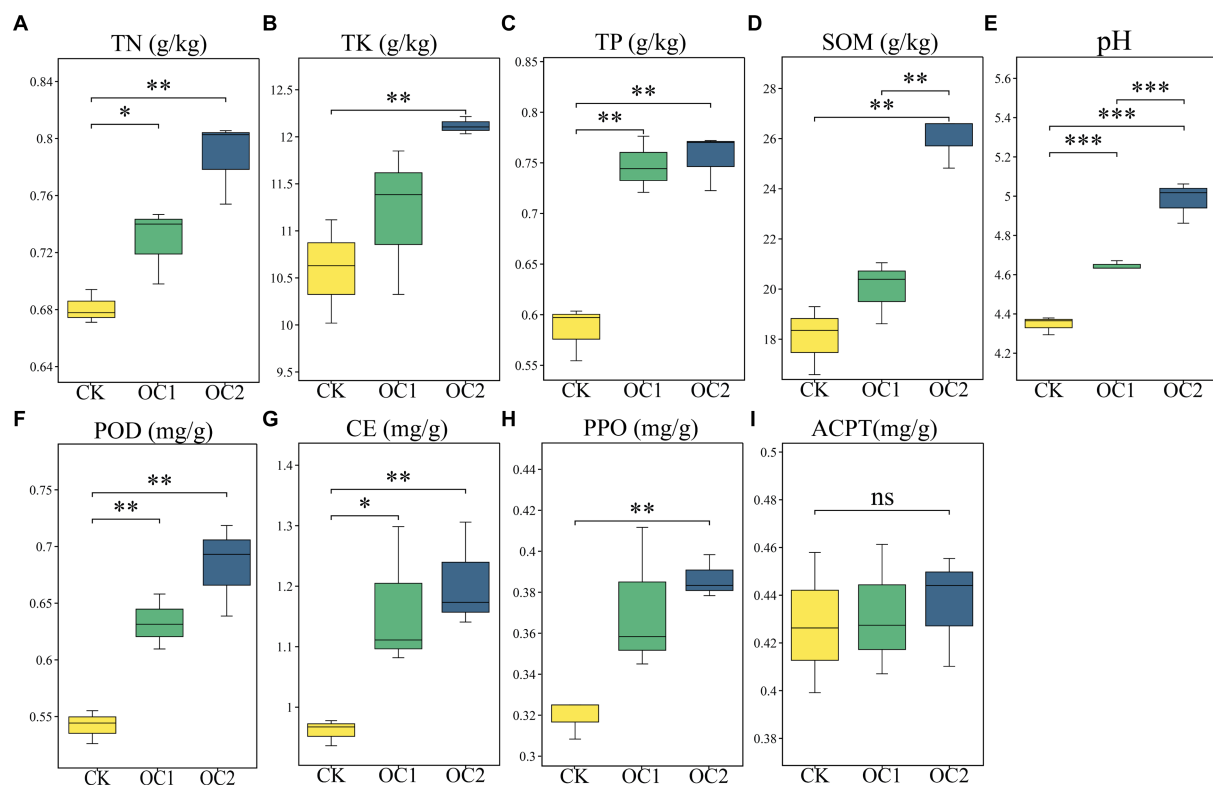 A
TN (g/kg)
0.84
0.8
0.76
0.72
0.68
0.64
**
*
CK OC1 OC2
B
TK (g/kg)
12.5
12
11.5
11
10.5
10
9.5
**
CK OC1 OC2
C
TP (g/kg)
0.85
0.8
0.75
0.7
0.65
0.6
0.55
**
**
CK OC1 OC2
D
SOM (g/kg)
28
26
24
22
20
18
**
**
CK OC1 OC2
E
pH
5.6
5.4
5.2
5
4.8
4.6
4.4
4.2
***
***
***
CK OC1 OC2
F
POD (mg/g)
0.75
0.7
0.65
0.6
0.55
**
**
CK OC1 OC2
G
CE (mg/g)
1.4
1.3
1.2
1.1
1
**
*
CK OC1 OC2
H
PPO (mg/g)
0.44
0.4
0.38
0.36
0.34
0.32
0.3
**
CK OC1 OC2
I
ACPT(mg/g)
0.5
0.48
0.46
0.44
0.42
0.4
0.38
ns
CK OC1 OC2